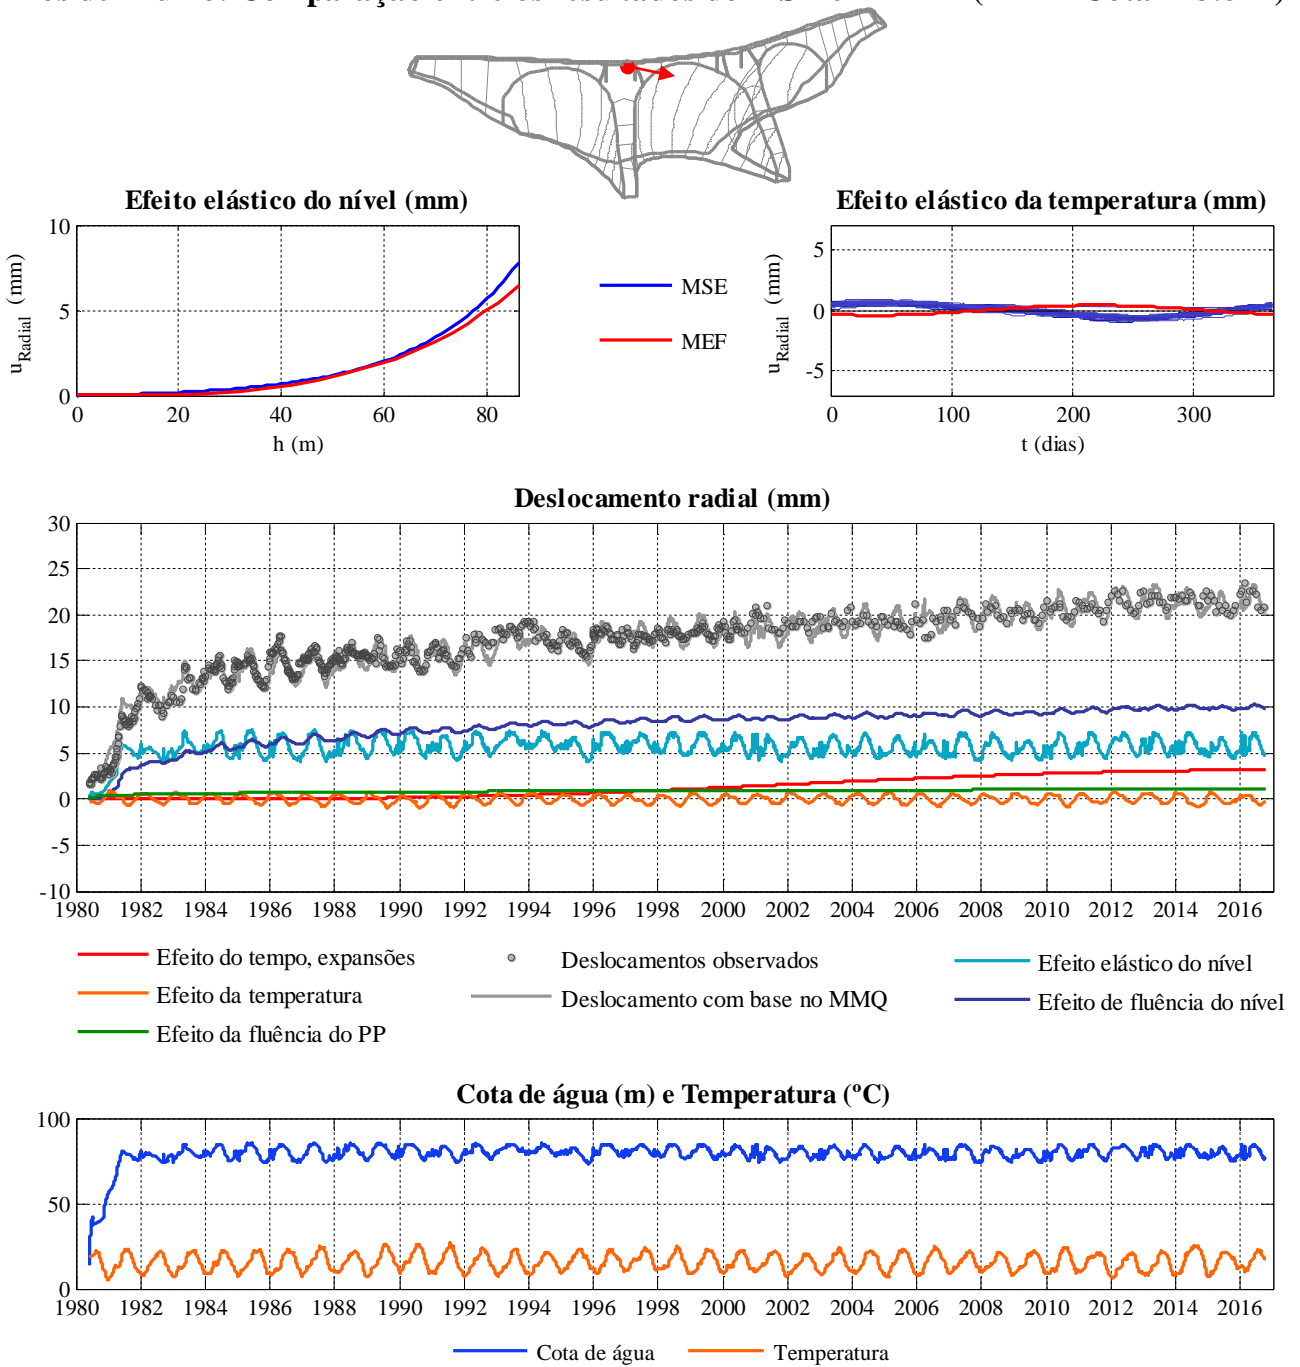 Efeito elástico do nível (mm)
Efeito elástico da temperatura (mm)
10
5
0
u_Radial (mm)
0 20 40 60 80
h (m)
MSE
MEF
5
0
-5
u_Radial (mm)
0 100 200 300
t (dias)
Deslocamento radial (mm)
30
25
20
15
10
5
0
-5
-10
1980 1982 1984 1986 1988 1990 1992 1994 1996 1998 2000 2002 2004 2006 2008 2010 2012 2014 2016
Efeito do tempo, expansões
Deslocamentos observados
Efeito elástico do nível
Efeito da temperatura
Deslocamento com base no MMQ
Efeito de fluência do nível
Efeito da fluência do PP
Cota de água (m) e Temperatura (ºC)
100
50
0
1980 1982 1984 1986 1988 1990 1992 1994 1996 1998 2000 2002 2004 2006 2008 2010 2012 2014 2016
Cota de água
Temperatura